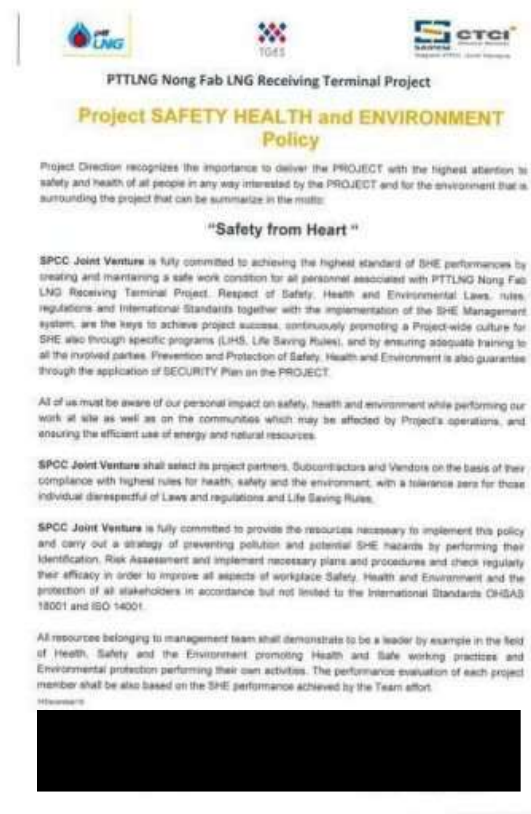 PTT LNG TGES SAIPEM CTCI
PTTLNG Nong Fab LNG Receiving Terminal Project
Project SAFETY HEALTH and ENVIRONMENT
Policy
Project Direction recognizes the importance to deliver the PROJECT with the highest attention to
safety and health of all people in any way interested by the PROJECT and for the environment that is
surrounding the project that can be summarize in the motto:
"Safety from Heart "
SPCC Joint Venture is fully committed to achieving the highest standard of SHE performances by
creating and maintaining a safe work condition for all personnel associated with PTTLNG Nong Fab
LNG Receiving Terminal Project. Respect of Safety, Health and Environmental Laws, rules
regulations and International Standards together with the implementation of the SHE Management
system, are the keys to achieve project success, continuously promoting a Project-wide culture for
SHE also through specific programs (LIHS, Life Saving Rules), and by ensuring adequate training to
all the involved parties. Prevention and Protection of Safety, Health and Environment is also guarantee
through the application of SECURITY Plan on the PROJECT.
All of us must be aware of our personal impact on safety, health and environment while performing our
work at site as well as on the communities which may be affected by Project's operations, and
ensuring the efficient use of energy and natural resources.
SPCC Joint Venture shall select its project partners, Subcontractors and Vendors on the basis of their
compliance with highest rules for health, safety and the environment, with a tolerance zero for those
individual disrespectful of Laws and regulations and Life Saving Rules.
SPCC Joint Venture is fully committed to provide the resources necessary to implement this policy
and carry out a strategy of preventing pollution and potential SHE hazards by performing their
Identification, Risk Assessment and implement necessary plans and procedures and check regularly
their efficacy in order to improve all aspects of workplace Safety, Health and Environment and the
protection of all stakeholders in accordance but not limited to the International Standards OHSAS
18001 and ISO 14001.
All resources belonging to management team shall demonstrate to be a leader by example in the field
of Health, Safety and the Environment promoting Health and Safe working practices and
Environmental protection performing their own activities. The performance evaluation of each project
member shall be also based on the SHE performance achieved by the Team effort.